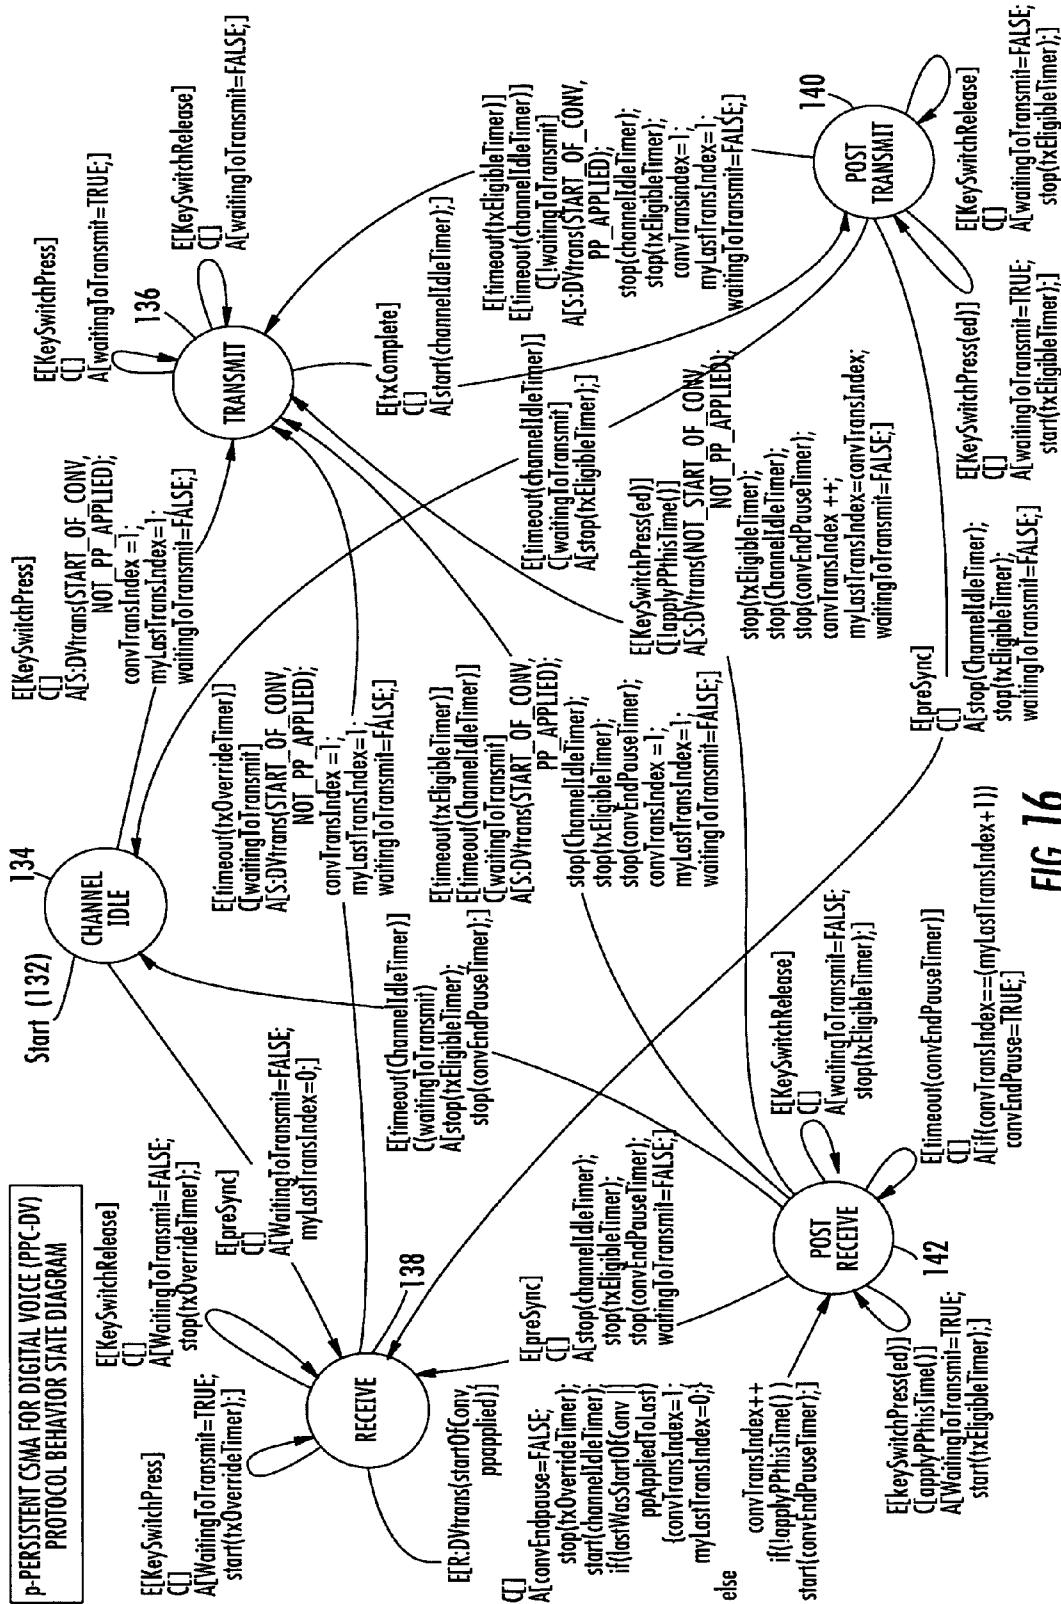 p-PERSISTENT CSMA FOR DIGITAL VOICE (PPC-DV)
PROTOCOL BEHAVIOR STATE DIAGRAM
Start (132)
134
CHANNEL
IDLE
E[KeySwitchPress]
C[]
A[S:DVtrans(START_OF_CONV,
NOT_PP_APPLIED);
convTransIndex =1;
myLastTransIndex=1;
waitingToTransmit=FALSE;]
E[KeySwitchPress]
C[]
A[waitingToTransmit=TRUE;]
136
TRANSMIT
E[KeySwitchRelease]
C[]
A[waitingToTransmit=FALSE;]
E[KeySwitchPress]
C[]
A[WaitingToTransmit=TRUE;
start(txOverrideTimer);]
E[KeySwitchRelease]
C[]
A[WaitingToTransmit=FALSE;
stop(txOverrideTimer);]
E[preSync]
C[]
A[WaitingToTransmit=FALSE;
myLastTransIndex=0;]
RECEIVE
138
E[timeout(txOverrideTimer)]
C[waitingToTransmit]
A[S:DVtrans(START_OF_CONV,
NOT_PP_APPLIED);
convTransIndex =1;
myLastTransIndex=1;
waitingToTransmit=FALSE;]
E[txComplete]
C[]
A[start(channelIdleTimer);]
E[timeout(txEligibleTimer)]
E[timeout(channelIdleTimer)]
C[!waitingToTransmit]
A[S:DVtrans(START_OF_CONV,
PP_APPLIED);
stop(channelIdleTimer);
stop(txEligibleTimer);
convTransindex=1;
myLastTransIndex=1;
waitingToTransmit=FALSE;]
E[timeout(ChannelIdleTimer)]
C(waitingToTransmit)
A[stop(txEligibleTimer);
stop(convEndPauseTimer);]
E[timeout(txEligibleTimer)]
E[timeout(ChannelIdleTimer)]
C[waitingToTransmit]
A[S:DVtrans(START_OF_CONV,
PP_APPLIED);
stop(ChannelIdleTimer);
stop(txEligibleTimer);
stop(convEndPauseTimer);
convTransIndex =1;
myLastTransIndex=1;
waitingToTransmit=FALSE;]
E[timeout(channelIdleTimer)]
C[waitingToTransmit]
A[stop(txEligibleTimer);]
E[R:DVtrans(startOfConv,
ppapplied)]
C[]
A[convEndpause=FALSE;
stop(txOverrideTimer);
start(channelIdleTimer);
if(lastWasStartOfConv ||
ppAppliedToLast)
{convTransIndex=1;
myLastTransIndex=0;}
else
convTransIndex++
if(!applyPPthisTime())
start(convEndPauseTimer);]
E[preSync]
C[]
A[stop(channelIdleTimer);
stop(txEligibleTimer);
stop(convEndPauseTimer);
waitingToTransmit=FALSE;]
E[KeySwitchPress(ed)]
C[!applyPPthisTime()]
A[S:DVtrans(NOT_START_OF_CONV,
NOT_PP_APPLIED);
stop(txEligibleTimer);
stop(ChannelIdleTimer);
stop(convEndPauseTimer);
convTransIndex ++;
myLastTransIndex=convTransIndex;
waitingToTransmit=FALSE;]
140
POST
TRANSMIT
E[KeySwitchRelease]
C[]
A[waitingToTransmit=FALSE;
stop(txEligibleTimer);]
E[KeySwitchPress(ed)]
C[]
A[waitingToTransmit=TRUE;
start(txEligibleTimer);]
E[preSync]
C[]
A[stop(ChannelIdleTimer);
stop(txEligibleTimer);
waitingToTransmit=FALSE;]
POST
RECEIVE
142
E[KeySwitchRelease]
C[]
A[waitingToTransmit=FALSE;
stop(txEligibleTimer);]
E[keySwitchPress(ed)]
C[applyPPthisTime()]
A[WaitingToTransmit=TRUE;
start(txEligibleTimer);]
E[timeout(convEndPauseTimer)]
C[]
A[if(convTransIndex==(myLastTransIndex+1))
convEndPause=TRUE;]
FIG. 16